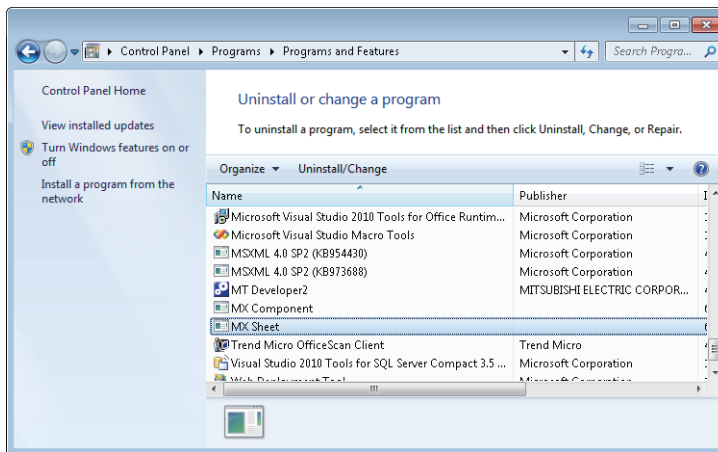 Control Panel Programs Programs and Features
Search Progra...
Control Panel Home
View installed updates
Turn Windows features on or
off
Install a program from the
network
Uninstall or change a program
To uninstall a program, select it from the list and then click Uninstall, Change, or Repair.
Organize Uninstall/Change
Name Publisher
Microsoft Visual Studio 2010 Tools for Office Runtim... Microsoft Corporation
Microsoft Visual Studio Macro Tools Microsoft Corporation
MSXML 4.0 SP2 (KB954430) Microsoft Corporation
MSXML 4.0 SP2 (KB973688) Microsoft Corporation
MT Developer2 MITSUBISHI ELECTRIC CORPOR...
MX Component
MX Sheet
Trend Micro OfficeScan Client Trend Micro
Visual Studio 2010 Tools for SQL Server Compact 3.5 ... Microsoft Corporation
Web Deployment Tool Microsoft Corporation